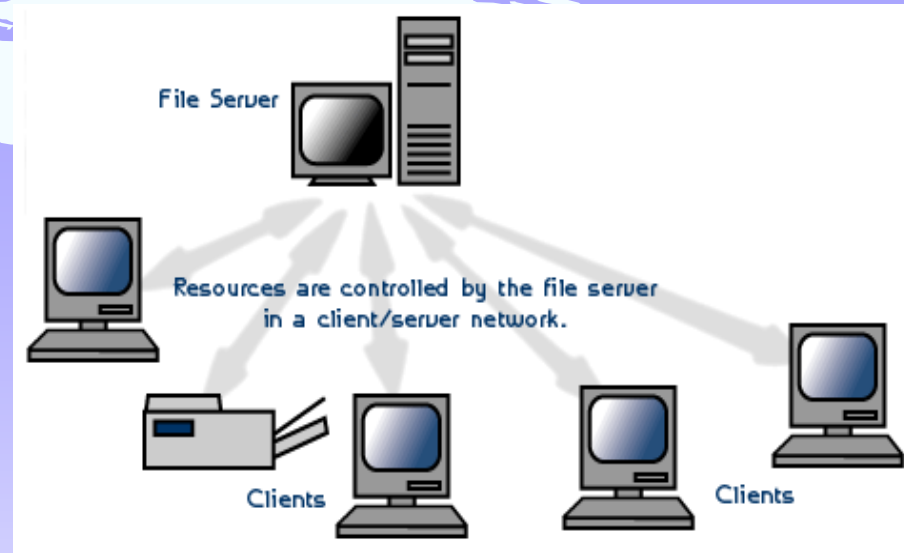 File Server
Resources are controlled by the file server
in a client/server network.
Clients
Clients